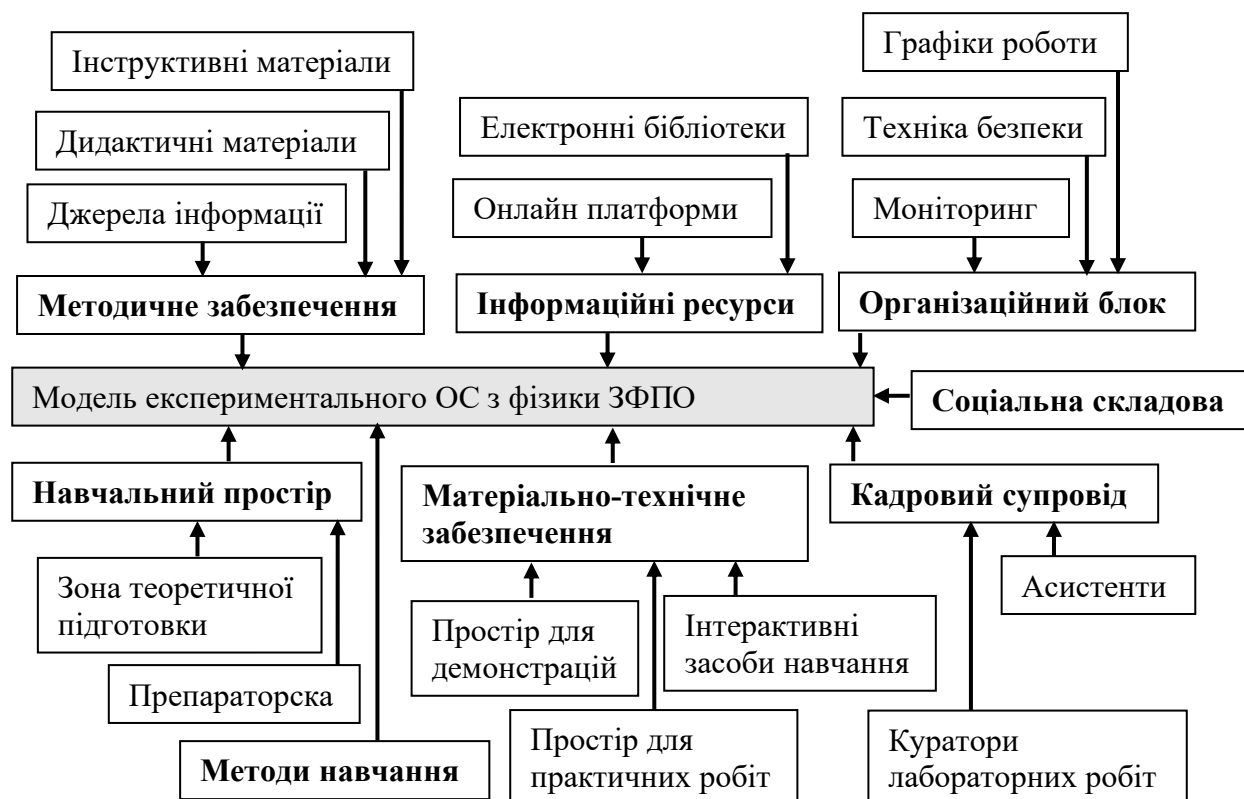 Інструктивні матеріали
Дидактичні матеріали
Джерела інформації
Методичне забезпечення
Електронні бібліотеки
Онлайн платформи
Інформаційні ресурси
Графіки роботи
Техніка безпеки
Моніторинг
Організаційний блок
Модель експериментального ОС з фізики ЗФПО
Соціальна складова
Навчальний простір
Зона теоретичної
підготовки
Препараторска
Методи навчання
Матеріально-технічне
забезпечення
Простір для
демонстрацій
Інтерактивні
засоби навчання
Простір для
практичних робіт
Кадровий супровід
Асистенти
Куратори
лабораторних робіт